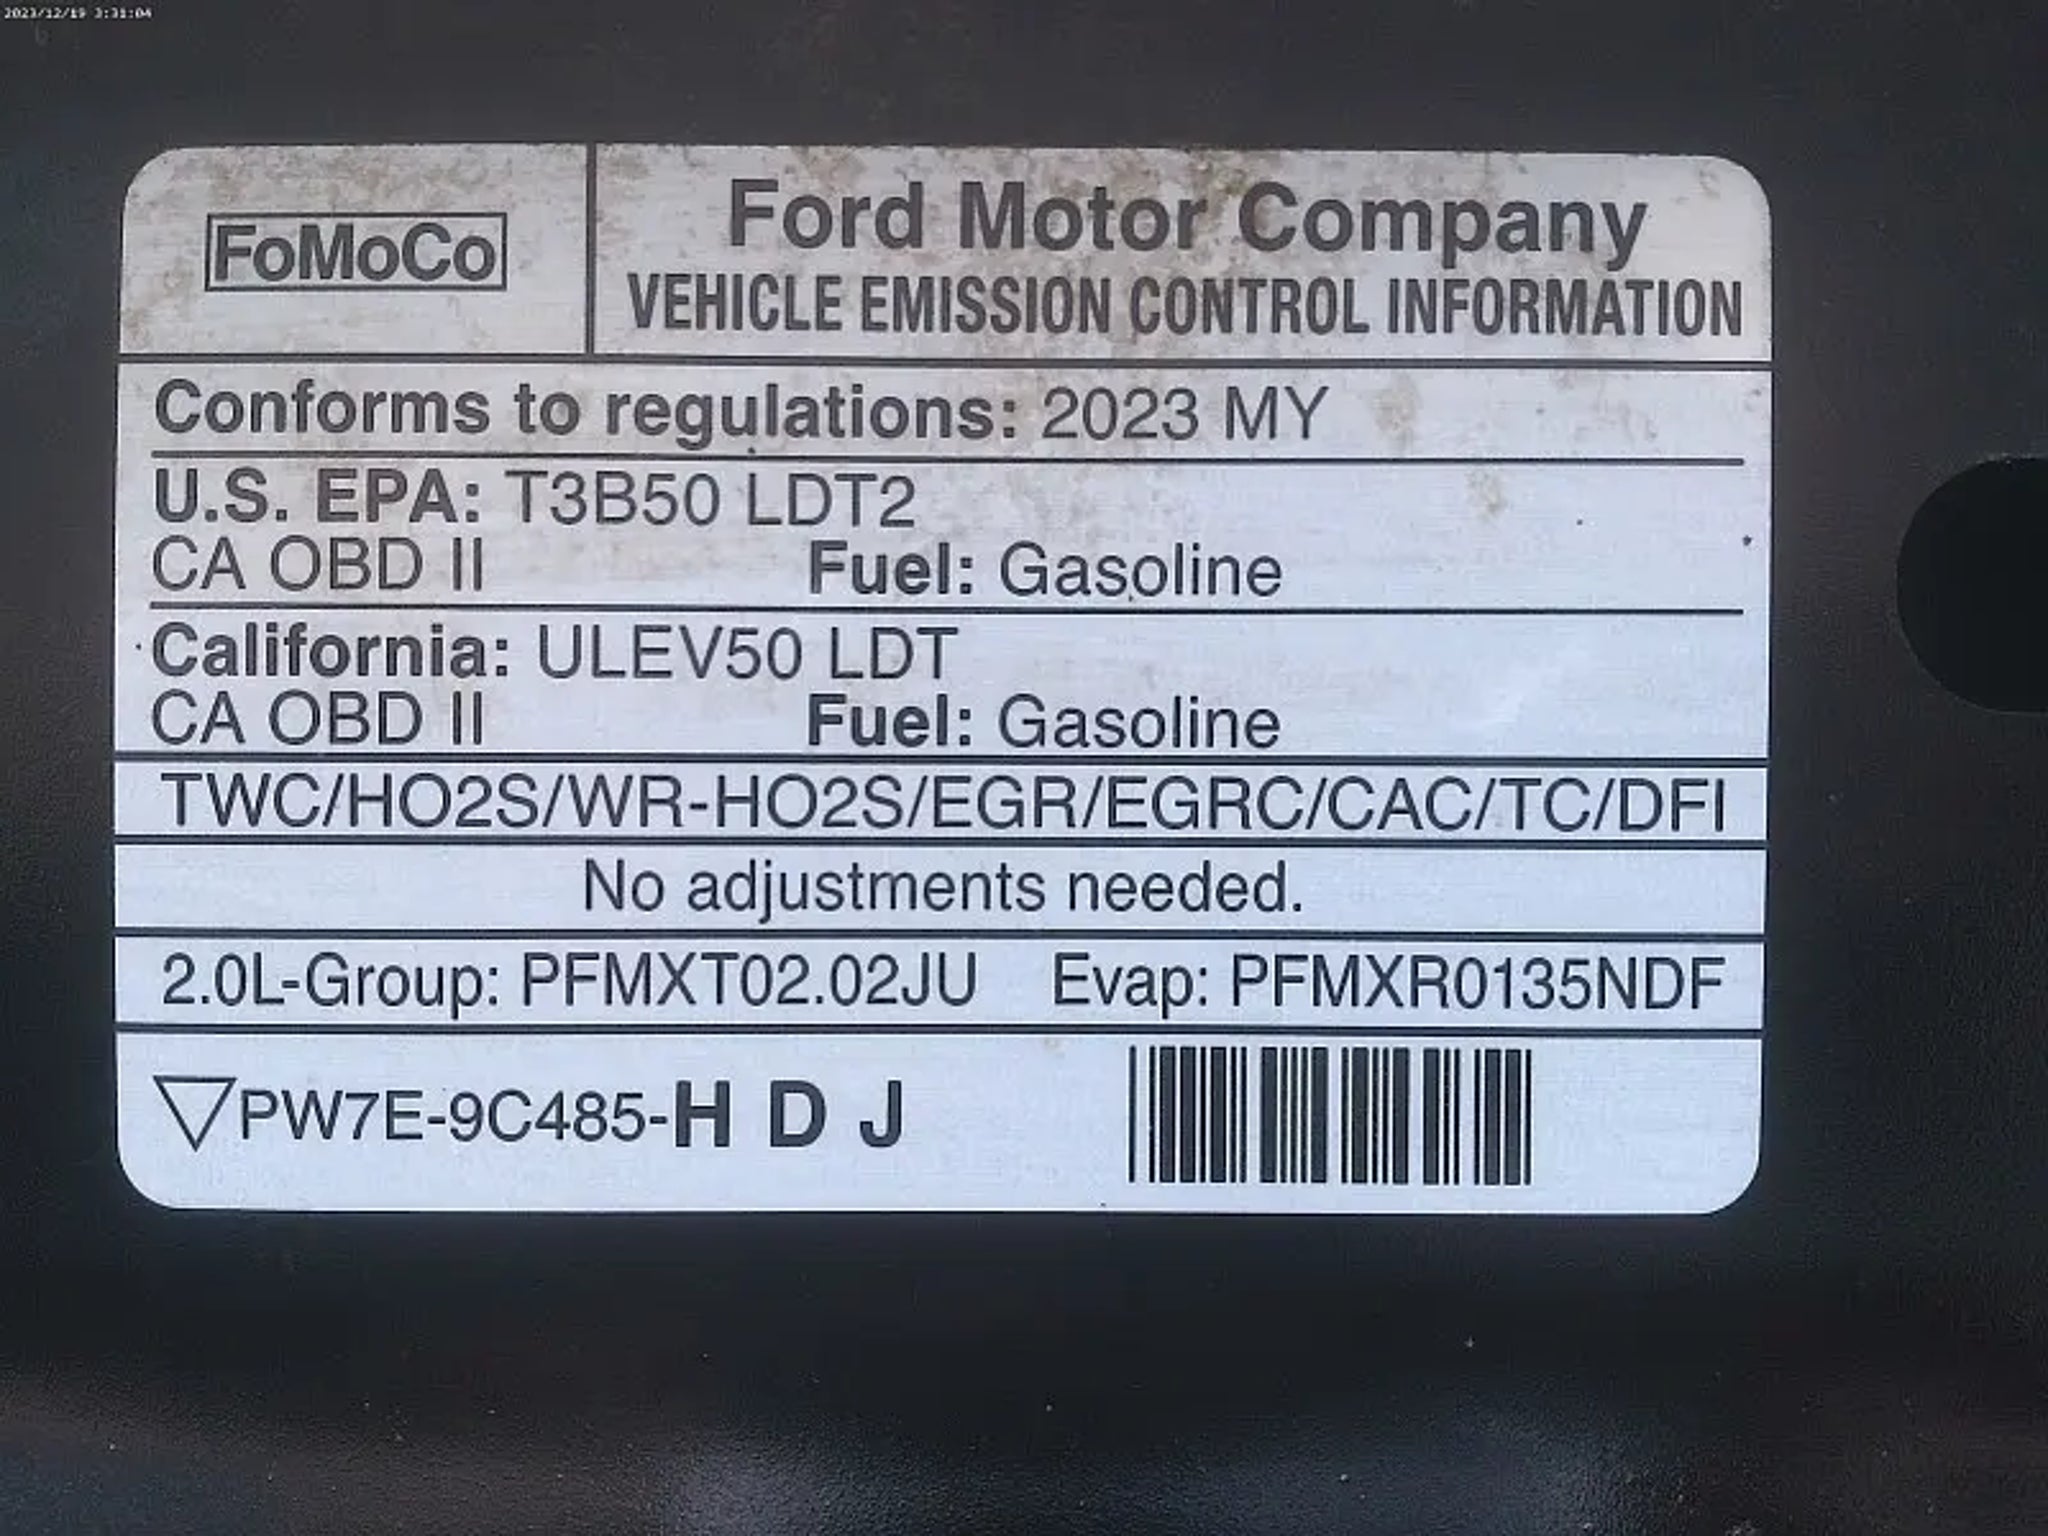 2023/12/19 3:31:04
FoMoCo
Ford Motor Company
VEHICLE EMISSION CONTROL INFORMATION
Conforms to regulations: 2023 MY
U.S. EPA: T3B50 LDT2
CA OBD II Fuel: Gasoline
California: ULEV50 LDT
CA OBD II Fuel: Gasoline
TWC/HO2S/WR-HO2S/EGR/EGRC/CAC/TC/DFI
No adjustments needed.
2.0L-Group: PFMXT02.02JU Evap: PFMXR0135NDF
PW7E-9C485-H D J